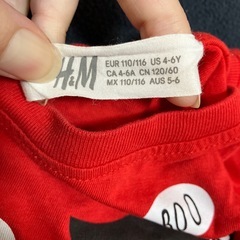 H&M
EUR 110/116 US 4-6Y
CA 4-6A CN 120/60
MX 110/116 AUS 5-6
BOO